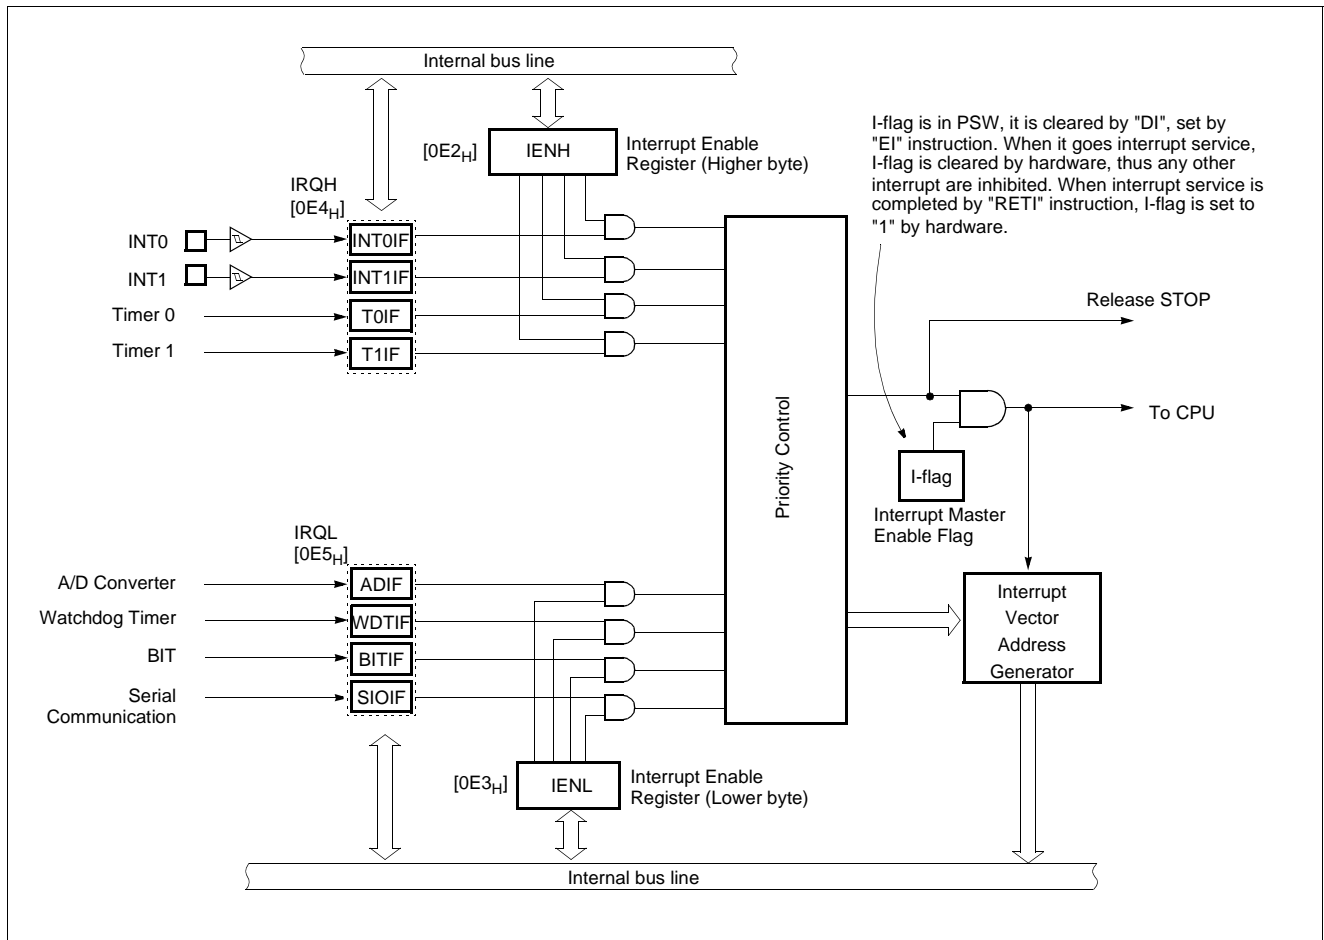 Internal bus line
I-flag is in PSW, it is cleared by "DI", set by
"EI" instruction. When it goes interrupt service,
I-flag is cleared by hardware, thus any other
interrupt are inhibited. When interrupt service is
completed by "RETI" instruction, I-flag is set to
"1" by hardware.
[0E2H]
IENH
Interrupt Enable
Register (Higher byte)
IRQH
[0E4H]
INT0
INT0IF
INT1
INT1IF
Timer 0
T0IF
Timer 1
T1IF
Release STOP
To CPU
Priority Control
I-flag
Interrupt Master
Enable Flag
IRQL
[0E5H]
A/D Converter
ADIF
Watchdog Timer
WDTIF
BIT
BITIF
Serial
Communication
SIOIF
Interrupt
Vector
Address
Generator
[0E3H]
IENL
Interrupt Enable
Register (Lower byte)
Internal bus line